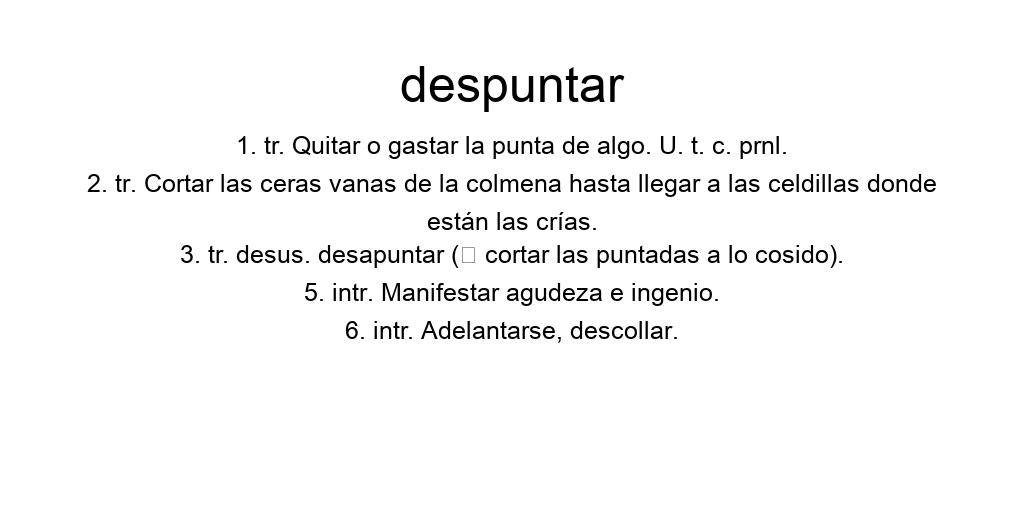 despuntar
1. tr. Quitar o gastar la punta de algo. U. t. c. prnl.
2. tr. Cortar las ceras vanas de la colmena hasta llegar a las celdillas donde
están las crías.
3. tr. desus. desapuntar (□ cortar las puntadas a lo cosido).
5. intr. Manifestar agudeza e ingenio.
6. intr. Adelantarse, descollar.